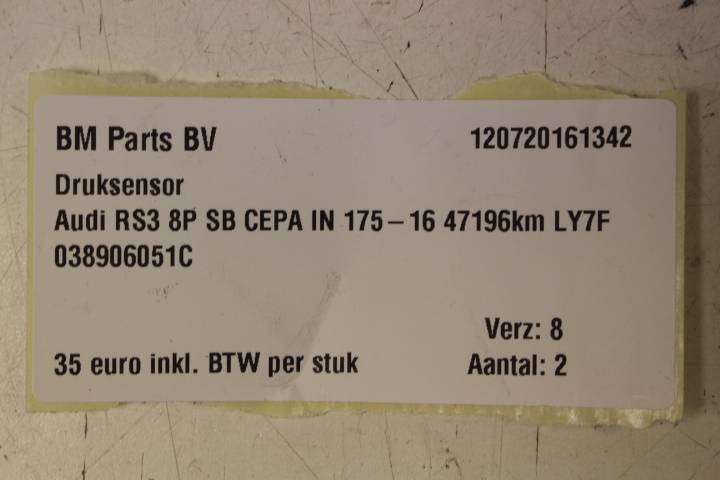 BM Parts BV 120720161342
Druksensor
Audi RS3 8P SB CEPA IN 175-16 47196km LY7F
038906051C
Verz: 8
35 euro inkl. BTW per stuk Aantal: 2